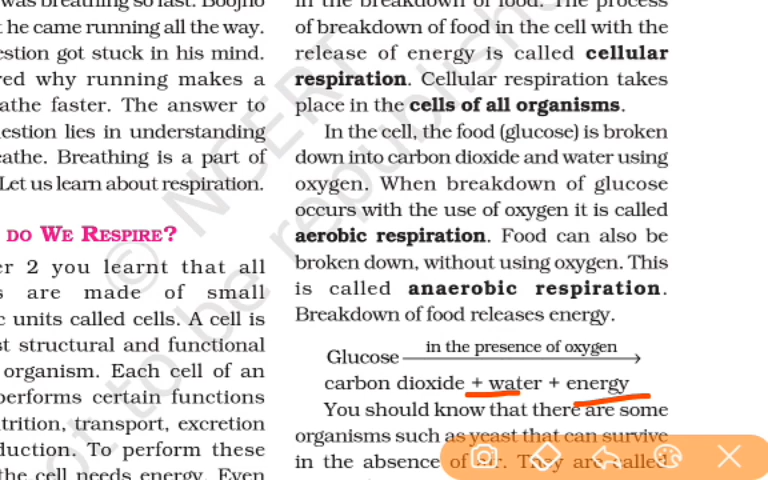 was breathing so fast. Boojho
t he came running all the way.
estion got stuck in his mind.
red why running makes a
athe faster. The answer to
estion lies in understanding
eathe. Breathing is a part of
Let us learn about respiration.
DO WE RESPIRE?
er 2 you learnt that all
s are made of small
c units called cells. A cell is
st structural and functional
organism. Each cell of an
performs certain functions
trition, transport, excretion
duction. To perform these
the cell needs energy. Even
in the breakdown of food. The process
of breakdown of food in the cell with the
release of energy is called cellular
respiration. Cellular respiration takes
place in the cells of all organisms.
In the cell, the food (glucose) is broken
down into carbon dioxide and water using
oxygen. When breakdown of glucose
occurs with the use of oxygen it is called
aerobic respiration. Food can also be
broken down, without using oxygen. This
is called anaerobic respiration.
Breakdown of food releases energy.
in the presence of oxygen
Glucose
carbon dioxide + water + energy
You should know that there are some
organisms such as yeast that can survive
in the absence of air. They are called
© NCERT
not to be republished